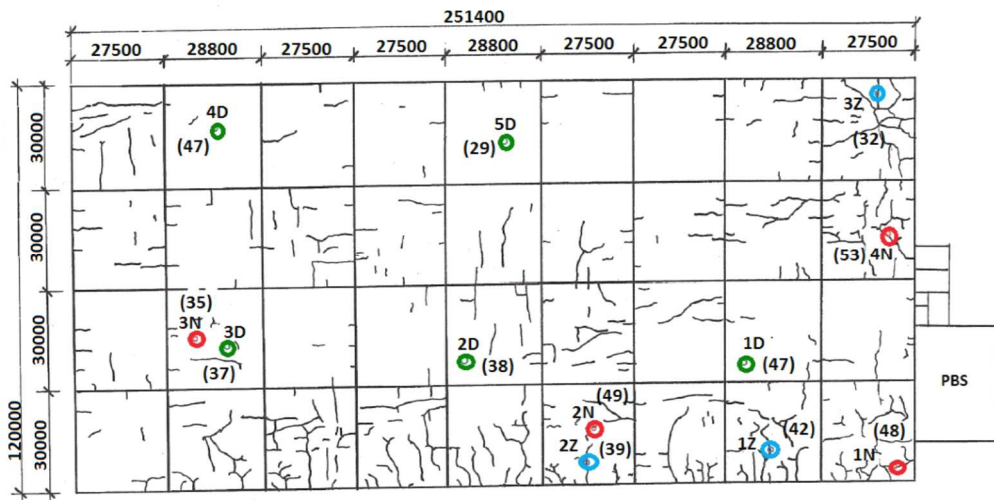 251400
27500 28800 27500 27500 28800 27500 27500 28800 27500
120000
30000
30000
30000
30000
4D
(47)
5D
(29)
3Z
(32)
(53) 4N
(35)
3N
3D
(37)
2D
(38)
1D
(47)
PBS
(49)
2N
2Z
(39)
1Z
(42)
(48)
1N